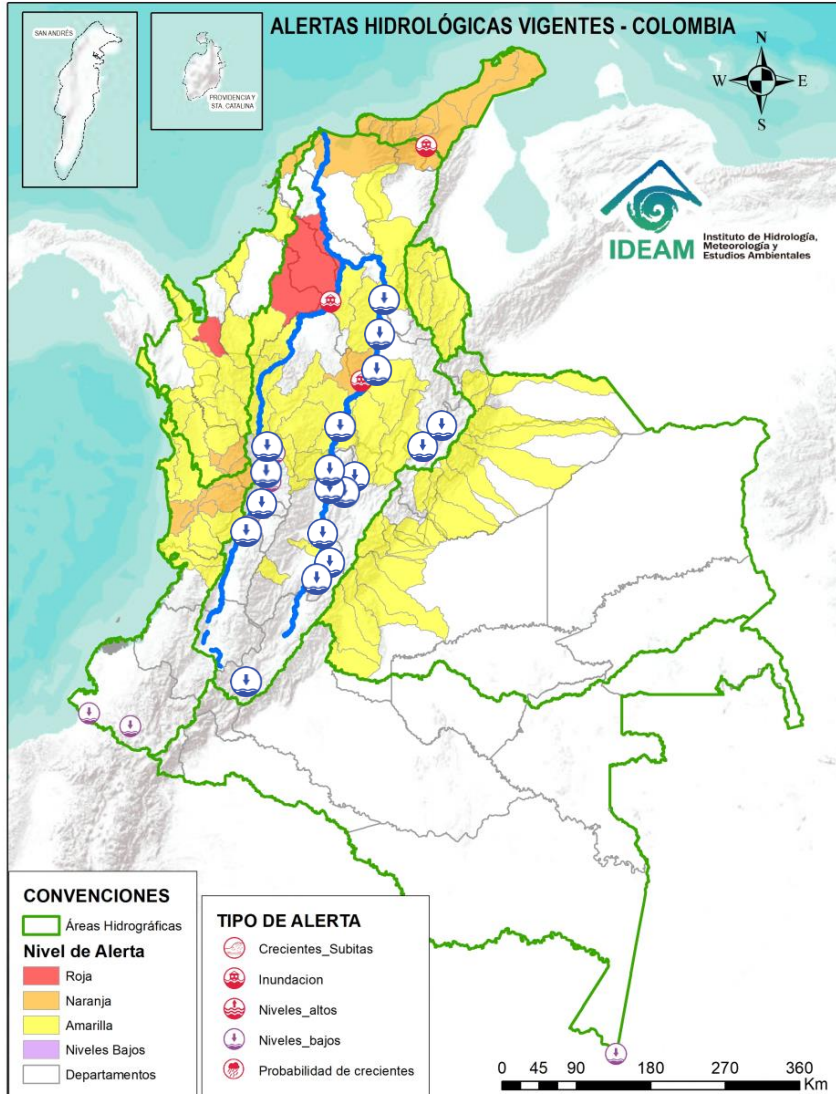 ALERTAS HIDROLÓGICAS VIGENTES - COLOMBIA
SAN ANDRÉS
PROVIDENCIA Y
STA. CATALINA
N
W
E
S
IDEAM
Instituto de Hidrología,
Meteorología y
Estudios Ambientales
CONVENCIONES
Áreas Hidrográficas
Nivel de Alerta
Roja
Naranja
Amarilla
Niveles Bajos
Departamentos
TIPO DE ALERTA
Crecientes_Subitas
Inundacion
Niveles_altos
Niveles_bajos
Probabilidad de crecientes
0 45 90 180 270 360
Km